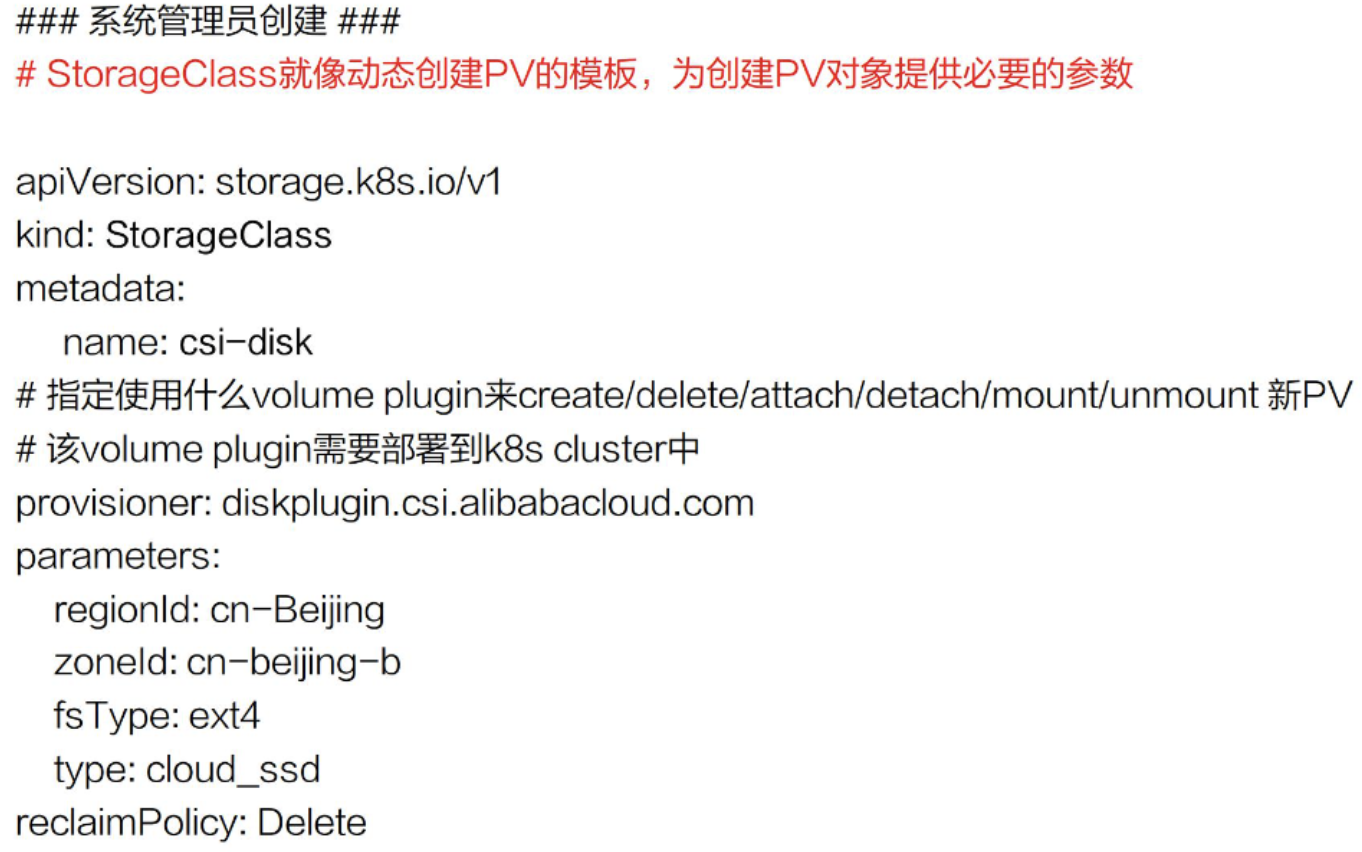 ### 系统管理员创建 ###
# StorageClass就像动态创建PV的模板，为创建PV对象提供必要的参数
apiVersion: storage.k8s.io/v1
kind: StorageClass
metadata:
name: csi-disk
# 指定使用什么volume plugin来create/delete/attach/detach/mount/unmount 新PV
# 该volume plugin需要部署到k8s cluster中
provisioner: diskplugin.csi.alibabacloud.com
parameters:
regionId: cn-Beijing
zoneId: cn-beijing-b
fsType: ext4
type: cloud_ssd
reclaimPolicy: Delete